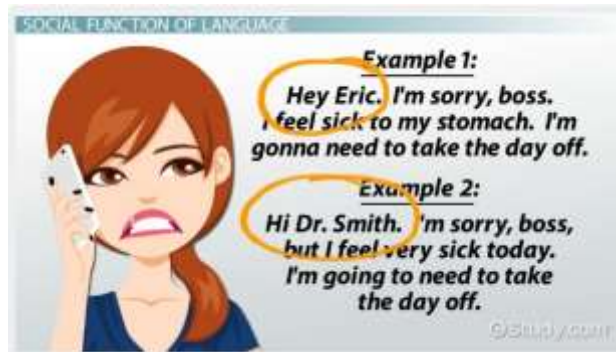 SOCIAL FUNCTION OF LANGUAGE
Example 1:
Hey Eric. I'm sorry, boss.
I feel sick to my stomach. I'm
gonna need to take the day off.
Example 2:
Hi Dr. Smith. I'm sorry, boss,
but I feel very sick today.
I'm going to need to take
the day off.
Study.com